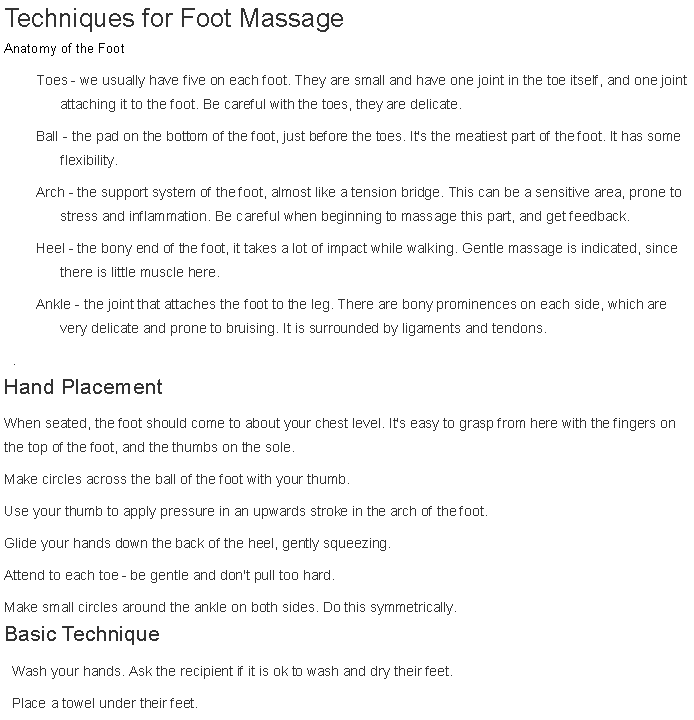 Techniques for Foot Massage
Anatomy of the Foot
Toes - we usually have five on each foot. They are small and have one joint in the toe itself, and one joint
attaching it to the foot. Be careful with the toes, they are delicate.
Ball - the pad on the bottom of the foot, just before the toes. It's the meatiest part of the foot. It has some
flexibility.
Arch - the support system of the foot, almost like a tension bridge. This can be a sensitive area, prone to
stress and inflammation. Be careful when beginning to massage this part, and get feedback.
Heel - the bony end of the foot, it takes a lot of impact while walking. Gentle massage is indicated, since
there is little muscle here.
Ankle - the joint that attaches the foot to the leg. There are bony prominences on each side, which are
very delicate and prone to bruising. It is surrounded by ligaments and tendons.
.
Hand Placement
When seated, the foot should come to about your chest level. It's easy to grasp from here with the fingers on
the top of the foot, and the thumbs on the sole.
Make circles across the ball of the foot with your thumb.
Use your thumb to apply pressure in an upwards stroke in the arch of the foot.
Glide your hands down the back of the heel, gently squeezing.
Attend to each toe - be gentle and don't pull too hard.
Make small circles around the ankle on both sides. Do this symmetrically.
Basic Technique
Wash your hands. Ask the recipient if it is ok to wash and dry their feet.
Place a towel under their feet.